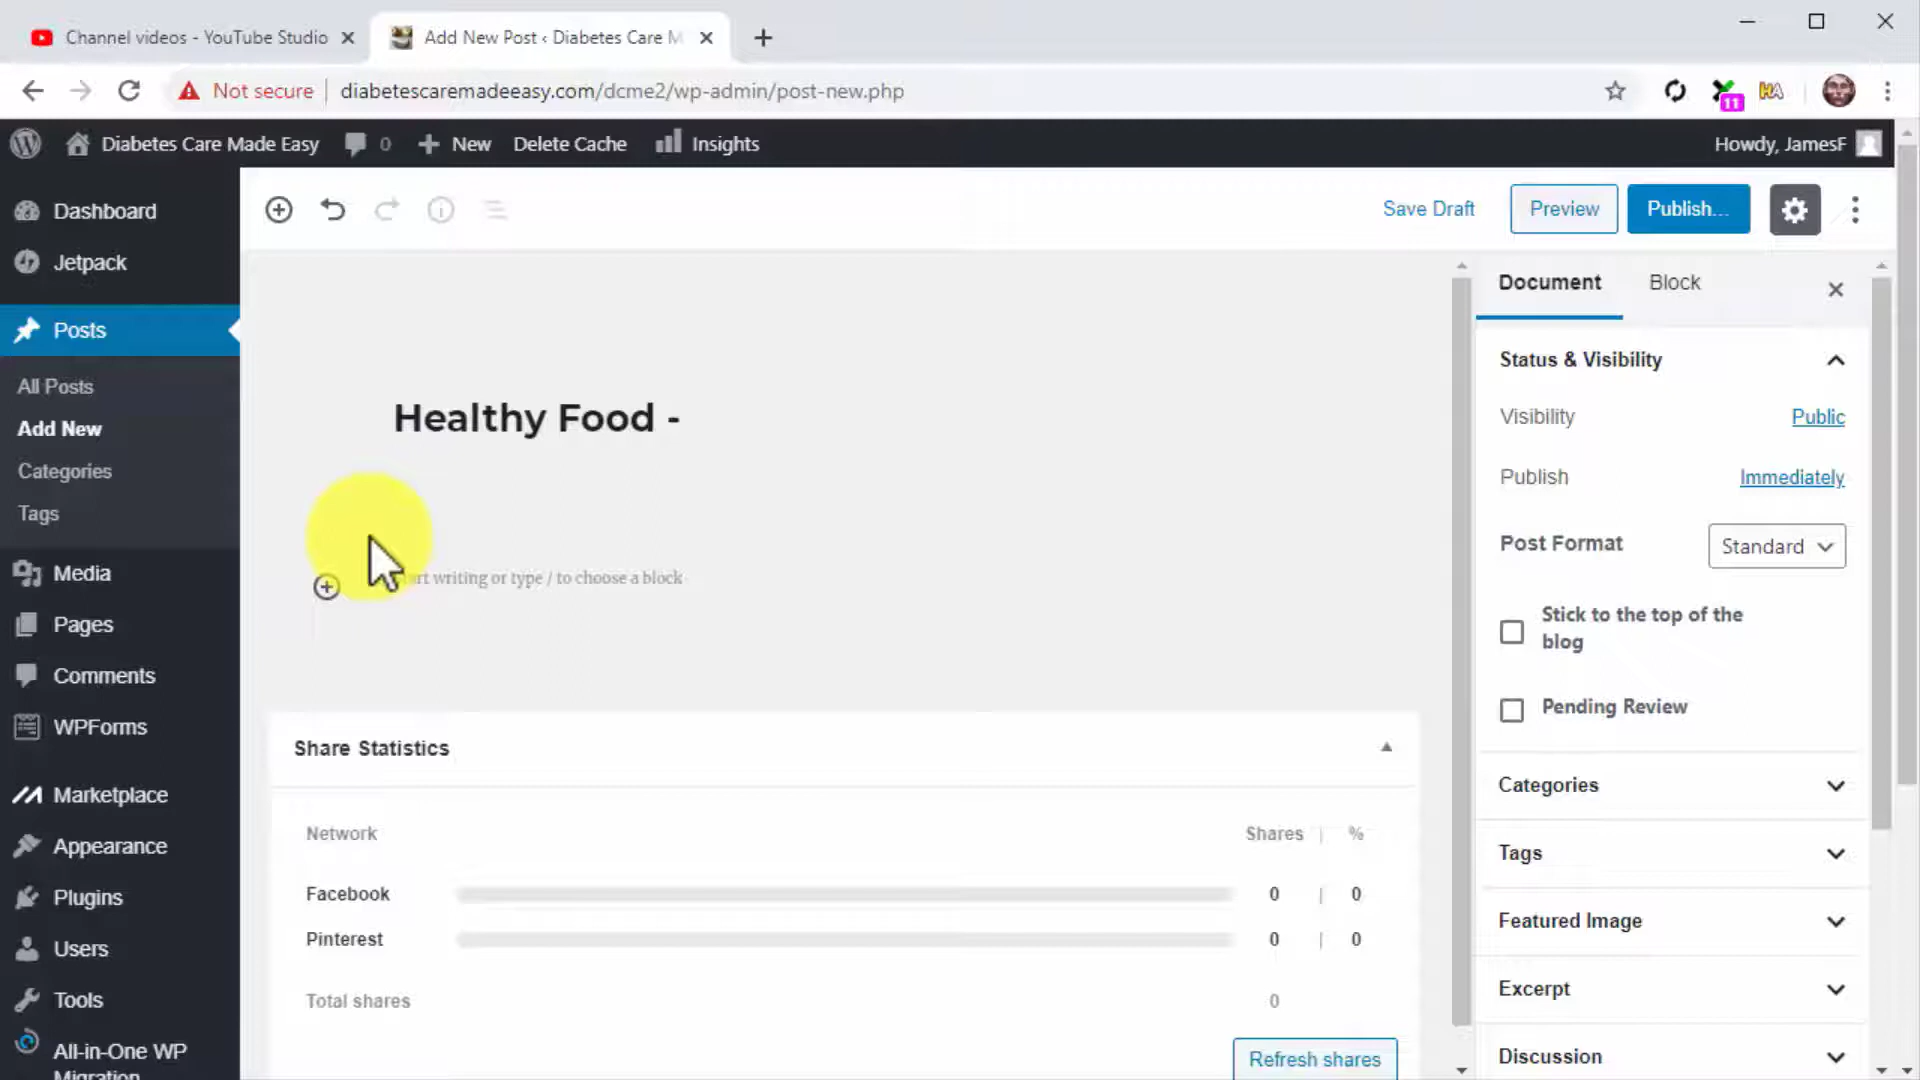 Channel videos - YouTube Studio
Add New Post ‹ Diabetes Care M
Not secure
diabetescaremadeeasy.com/dcme2/wp-admin/post-new.php
11
HA
Diabetes Care Made Easy
0
New
Delete Cache
Insights
Howdy, JamesF
Dashboard
Jetpack
Posts
All Posts
Add New
Categories
Tags
Media
Pages
Comments
WPForms
Marketplace
Appearance
Plugins
Users
Tools
All-in-One WP
Migration
Save Draft
Preview
Publish...
Healthy Food -
writing or type / to choose a block
Share Statistics
Network
Shares | %
Facebook
0 | 0
Pinterest
0 | 0
Total shares
0
Refresh shares
Document
Block
Status & Visibility
Visibility
Public
Publish
Immediately
Post Format
Standard
Stick to the top of the
blog
Pending Review
Categories
Tags
Featured Image
Excerpt
Discussion